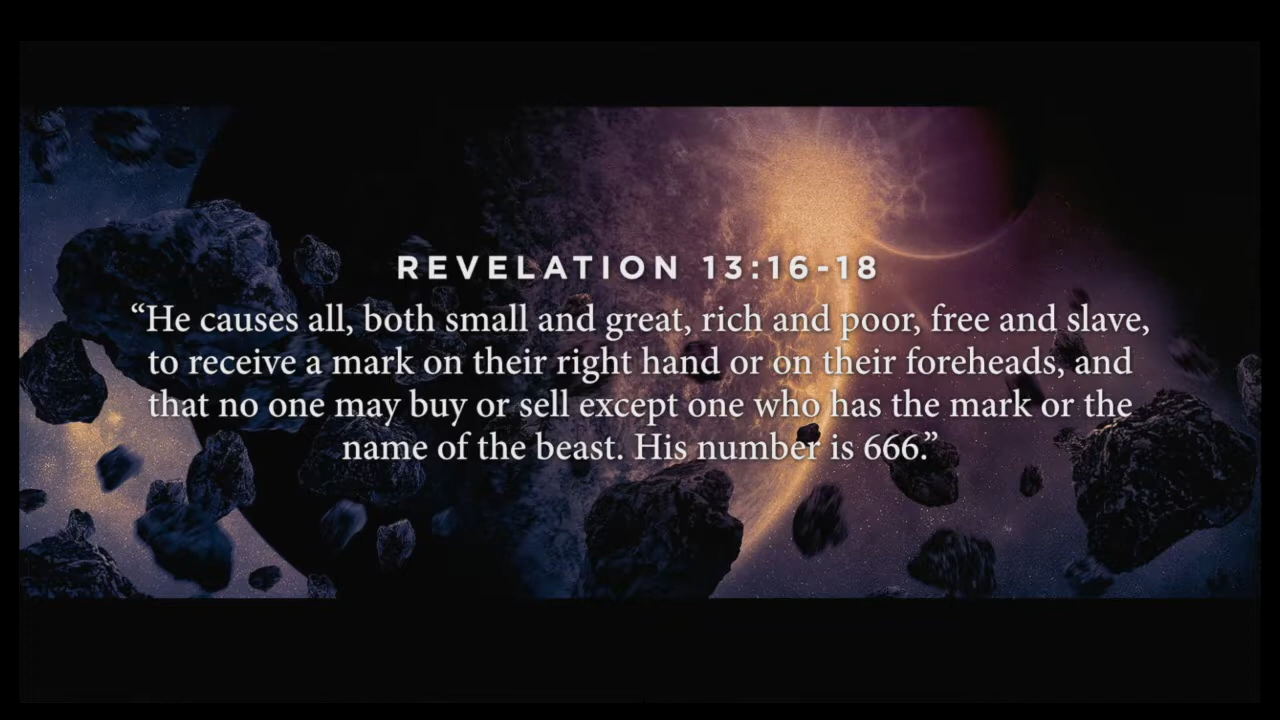 REVELATION 13:16-18
“He causes all, both small and great, rich and poor, free and slave,
to receive a mark on their right hand or on their foreheads, and
that no one may buy or sell except one who has the mark or the
name of the beast. His number is 666.”